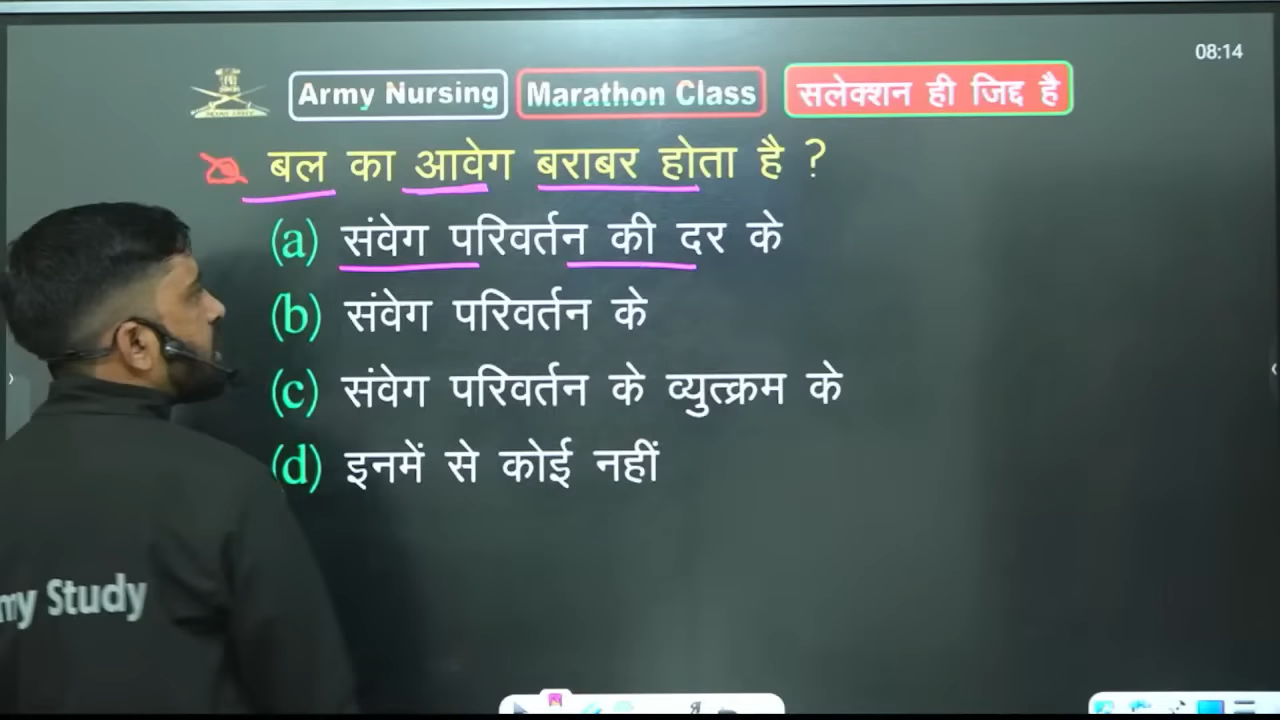 08:14
Army Nursing Marathon Class सलेक्शन ही जिद्द है
बल का आवेग बराबर होता है ?
(a) संवेग परिवर्तन की दर के
(b) संवेग परिवर्तन के
(c) संवेग परिवर्तन के व्युत्क्रम के
(d) इनमें से कोई नहीं
my Study